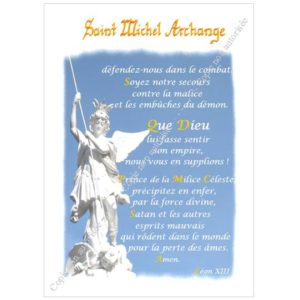 Saint Michel Archange
défendez-nous dans le combat,
Soyez notre secours
contre la malice
et les embûches du démon.
Que Dieu
lui fasse sentir
son empire,
nous vous en supplions !
Prince de la Milice Céleste,
précipitez en enfer,
par la force divine,
Satan et les autres
esprits mauvais
qui rôdent dans le monde
pour la perte des âmes.
Amen.
Léon XIII